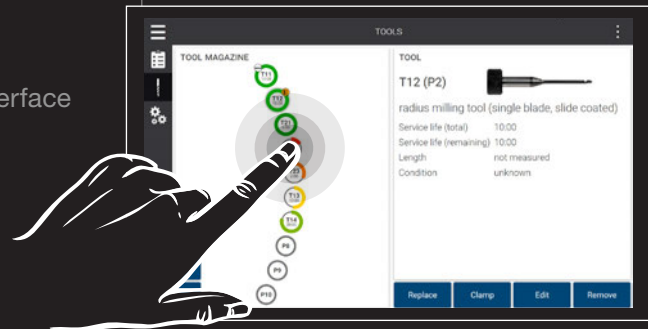 erface
TOOLS
TOOL MAGAZINE
T11
T12
T21
T23
T13
T14
P8
P9
P10
TOOL
T12 (P2)
radius milling tool (single blade, slide coated)
Service life (total) 10:00
Service life (remaining) 10:00
Length not measured
Condition unknown
Replace Clamp Edit Remove